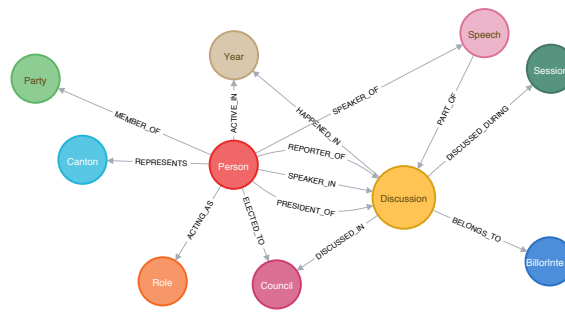 Speech
Year
Session
Party
SPEAKER_OF
ACTIVE_IN
HAPPENED_IN
PART_OF
DISCUSSED_DURING
MEMBER_OF
REPORTER_OF
Canton
REPRESENTS
Person
SPEAKER_IN
Discussion
PRESIDENT_OF
ACTING_AS
ELECTED_TO
DISCUSSED_IN
BELONGS_TO
BillorInte...
Role
Council